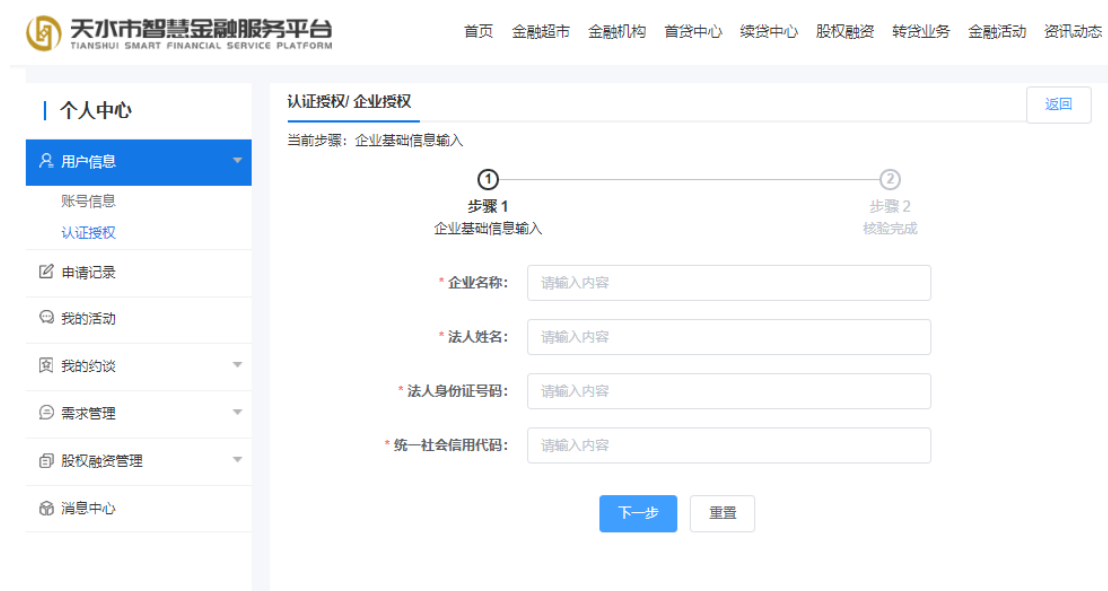 天水市智慧金融服务平台
TIANSHUI SMART FINANCIAL SERVICE PLATFORM
首页 金融超市 金融机构 首贷中心 续贷中心 股权融资 转贷业务 金融活动 资讯动态
个人中心
用户信息
账号信息
认证授权
申请记录
我的活动
我的约谈
需求管理
股权融资管理
消息中心
认证授权/ 企业授权
返回
当前步骤：企业基础信息输入
1 2
步骤 1 步骤 2
企业基础信息输入 核验完成
* 企业名称： 请输入内容
* 法人姓名： 请输入内容
* 法人身份证号码： 请输入内容
* 统一社会信用代码： 请输入内容
下一步 重置